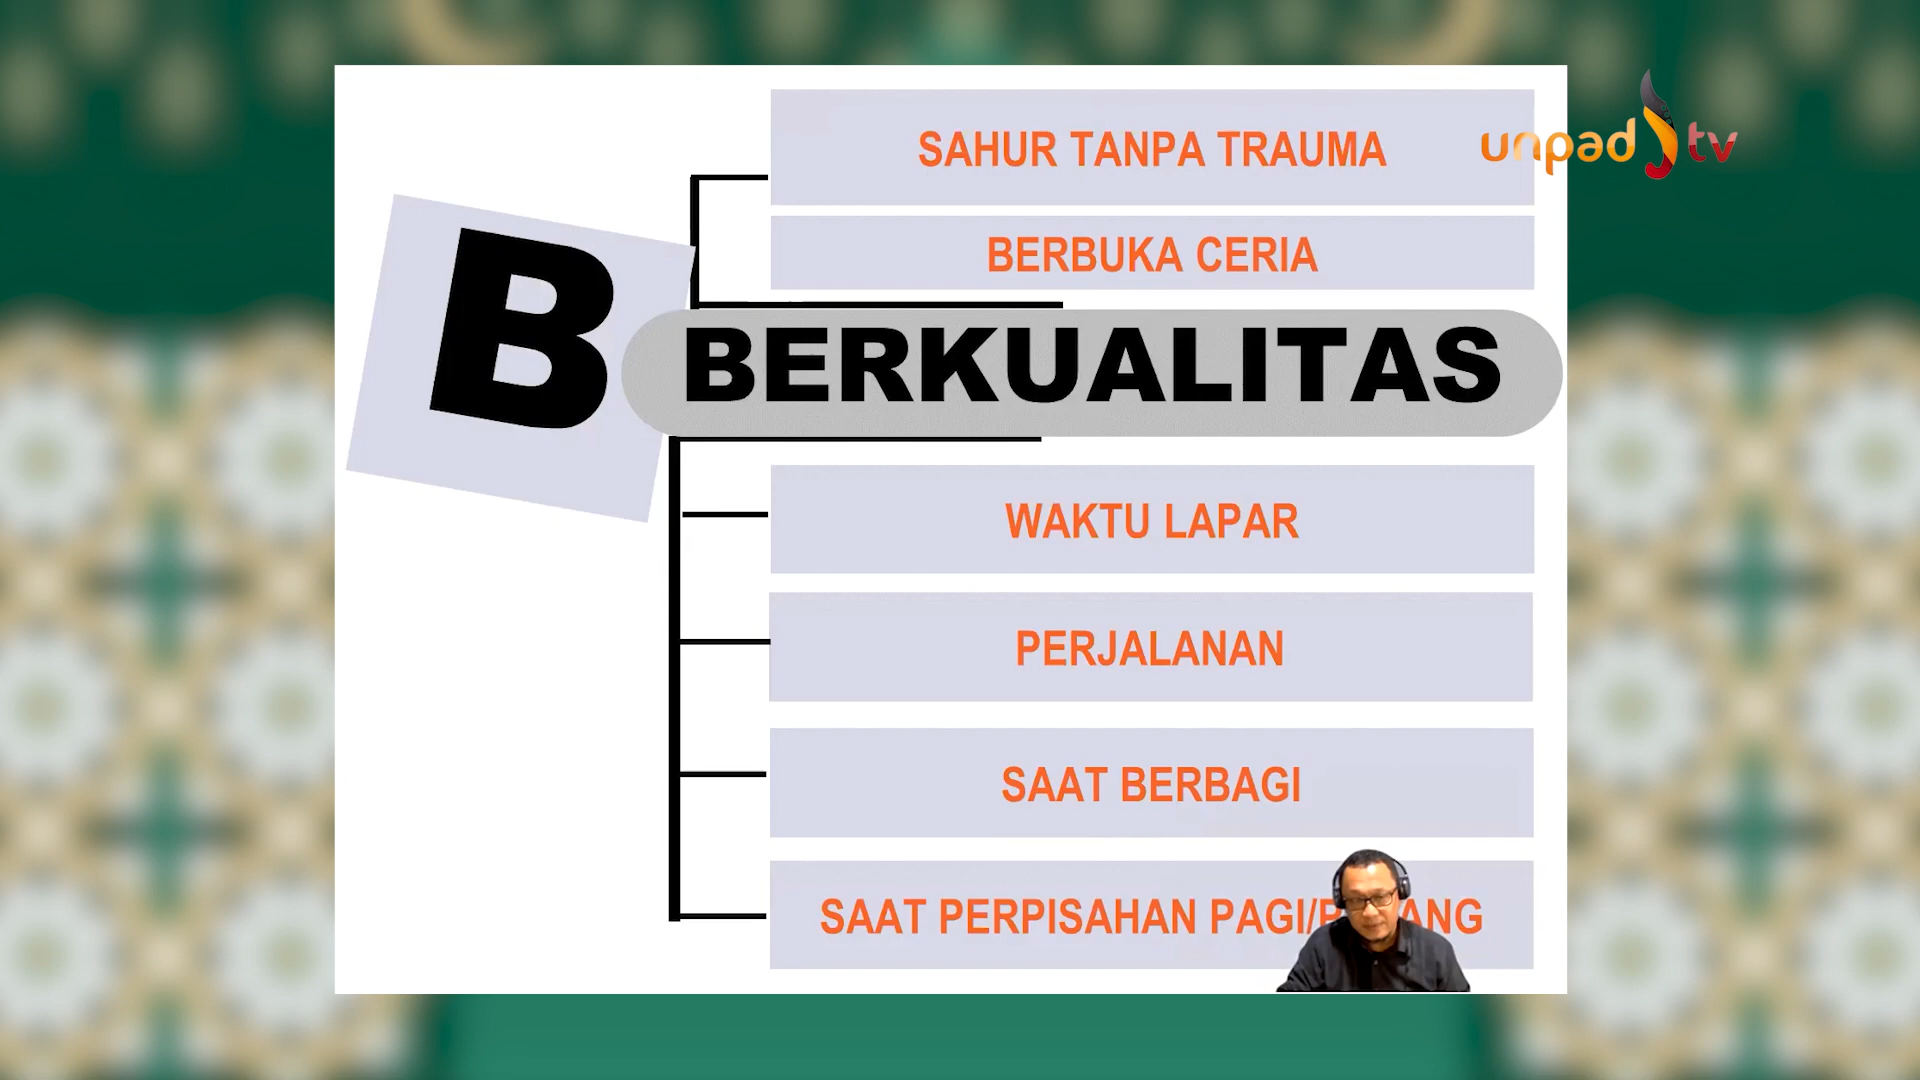 unpad tv
SAHUR TANPA TRAUMA
BERBUKA CERIA
B
BERKUALITAS
WAKTU LAPAR
PERJALANAN
SAAT BERBAGI
SAAT PERPISAHAN PAGI/